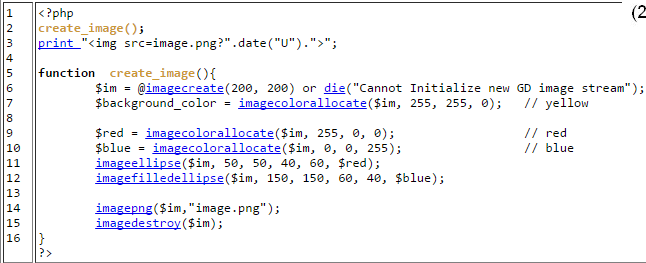 1 <?php (2
2 create_image();
3 print "<img src=image.png?".date("U").">";
4
5 function create_image(){
6 $im = @imagecreate(200, 200) or die("Cannot Initialize new GD image stream");
7 $background_color = imagecolorallocate($im, 255, 255, 0); // yellow
8
9 $red = imagecolorallocate($im, 255, 0, 0); // red
10 $blue = imagecolorallocate($im, 0, 0, 255); // blue
11 imageellipse($im, 50, 50, 40, 60, $red);
12 imagefilledellipse($im, 150, 150, 60, 40, $blue);
13
14 imagepng($im,"image.png");
15 imagedestroy($im);
16 }
?>